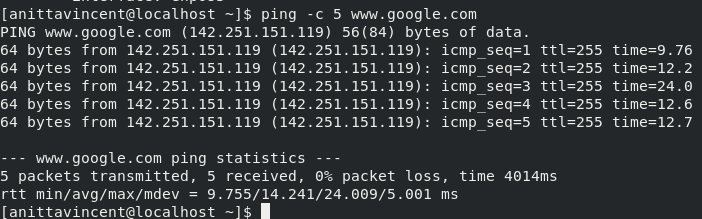 [anittavincent@localhost ~]$ ping -c 5 www.google.com
PING www.google.com (142.251.151.119) 56(84) bytes of data.
64 bytes from 142.251.151.119 (142.251.151.119): icmp_seq=1 ttl=255 time=9.76
64 bytes from 142.251.151.119 (142.251.151.119): icmp_seq=2 ttl=255 time=12.2
64 bytes from 142.251.151.119 (142.251.151.119): icmp_seq=3 ttl=255 time=24.0
64 bytes from 142.251.151.119 (142.251.151.119): icmp_seq=4 ttl=255 time=12.6
64 bytes from 142.251.151.119 (142.251.151.119): icmp_seq=5 ttl=255 time=12.7
--- www.google.com ping statistics ---
5 packets transmitted, 5 received, 0% packet loss, time 4014ms
rtt min/avg/max/mdev = 9.755/14.241/24.009/5.001 ms
[anittavincent@localhost ~]$